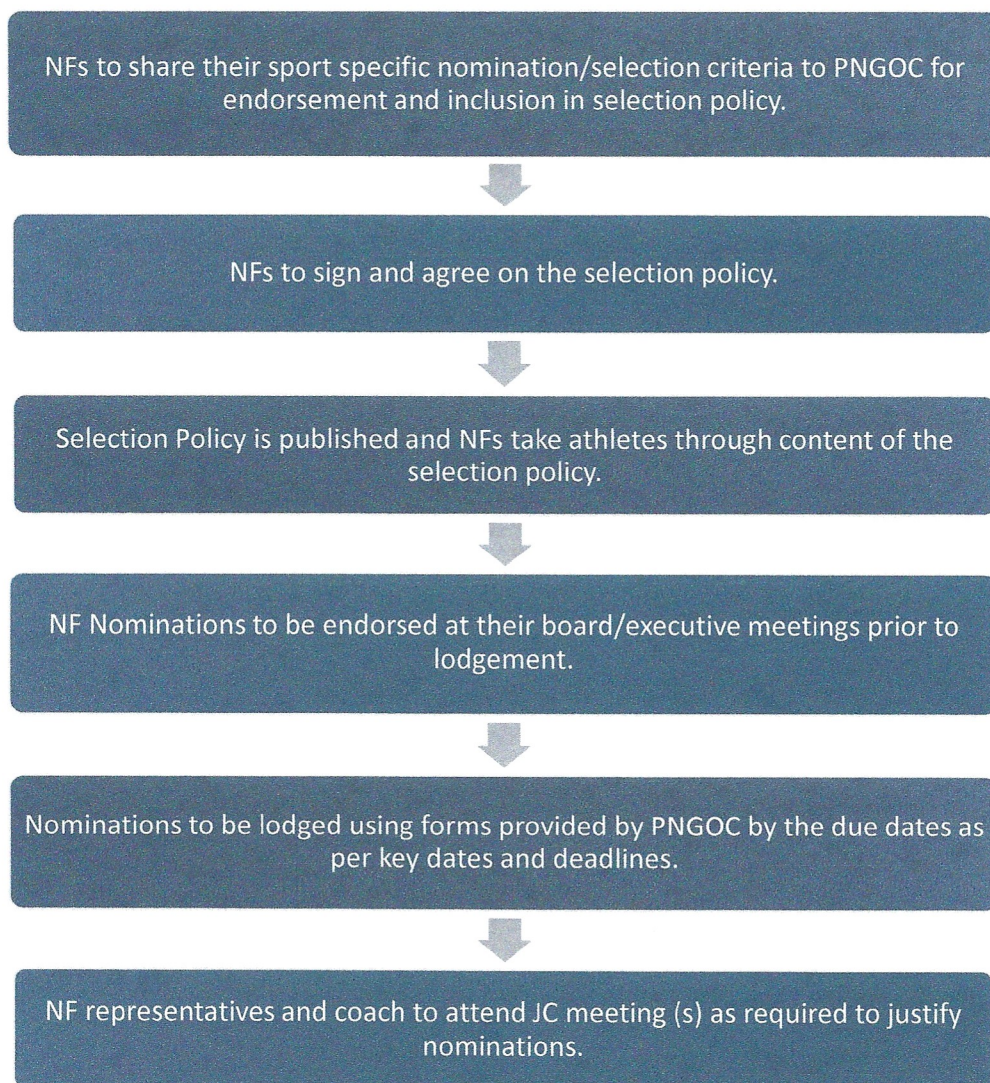 NFs to share their sport specific nomination/selection criteria to PNGOC for
endorsement and inclusion in selection policy.
NFs to sign and agree on the selection policy.
Selection Policy is published and NFs take athletes through content of the
selection policy.
NF Nominations to be endorsed at their board/executive meetings prior to
lodgement.
Nominations to be lodged using forms provided by PNGOC by the due dates as
per key dates and deadlines.
NF representatives and coach to attend JC meeting (s) as required to justify
nominations.